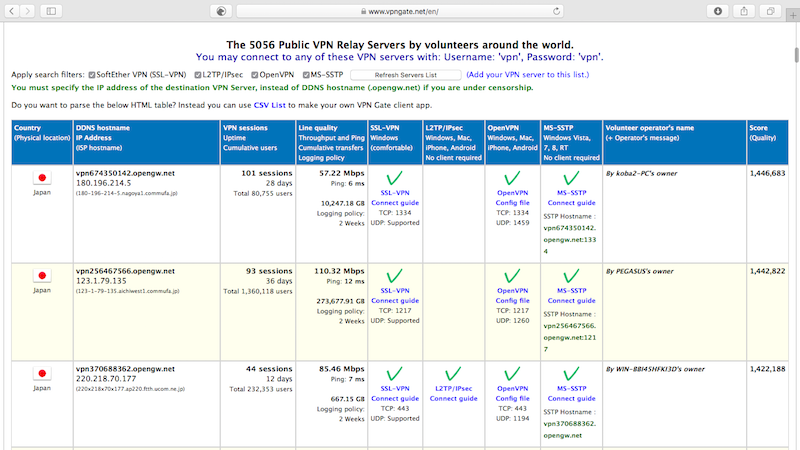 www.vpngate.net/en/
The 5056 Public VPN Relay Servers by volunteers around the world.
You may connect to any of these VPN servers with: Username: 'vpn', Password: 'vpn'.
Apply search filters: SoftEther VPN (SSL-VPN) L2TP/IPsec OpenVPN MS-SSTP Refresh Servers List (Add your VPN server to this list.)
You must specify the IP address of the destination VPN Server, instead of DDNS hostname (.opengw.net) if you are under censorship.
Do you want to parse the below HTML table? Instead you can use CSV List to make your own VPN Gate client app.
Country
(Physical location)
DDNS hostname
IP Address
(ISP hostname)
VPN sessions
Uptime
Cumulative users
Line quality
Throughput and Ping
Cumulative transfers
Logging policy
SSL-VPN
Windows
(comfortable)
L2TP/IPsec
Windows, Mac,
iPhone, Android
No client required
OpenVPN
Windows, Mac,
iPhone, Android
MS-SSTP
Windows Vista,
7, 8, RT
No client required
Volunteer operator's name
(+ Operator's message)
Score
(Quality)
Japan
vpn674350142.opengw.net
180.196.214.5
(180-196-214-5.nagoya1.commufa.jp)
101 sessions
28 days
Total 80,755 users
57.22 Mbps
Ping: 6 ms
10,247.18 GB
Logging policy:
2 Weeks
SSL-VPN
Connect guide
TCP: 1334
UDP: Supported
OpenVPN
Config file
TCP: 1334
UDP: 1459
MS-SSTP
Connect guide
SSTP Hostname :
vpn674350142.
opengw.net:133
4
By koba2-PC's owner
1,446,683
Japan
vpn256467566.opengw.net
123.1.79.135
(123-1-79-135.aichiwest1.commufa.jp)
93 sessions
36 days
Total 1,360,118 users
110.32 Mbps
Ping: 12 ms
273,677.91 GB
Logging policy:
2 Weeks
SSL-VPN
Connect guide
TCP: 1217
UDP: Supported
OpenVPN
Config file
TCP: 1217
UDP: 1260
MS-SSTP
Connect guide
SSTP Hostname :
vpn256467566.
opengw.net:121
7
By PEGASUS's owner
1,442,822
Japan
vpn370688362.opengw.net
220.218.70.177
(220x218x70x177.ap220.ftth.ucom.ne.jp)
44 sessions
12 days
Total 232,353 users
85.46 Mbps
Ping: 7 ms
667.15 GB
Logging policy:
2 Weeks
SSL-VPN
Connect guide
TCP: 443
UDP: Supported
L2TP/IPsec
Connect guide
OpenVPN
Config file
TCP: 443
UDP: 1194
MS-SSTP
Connect guide
SSTP Hostname :
vpn370688362.
opengw.net
By WIN-BBI45HFKI3D's owner
1,422,188